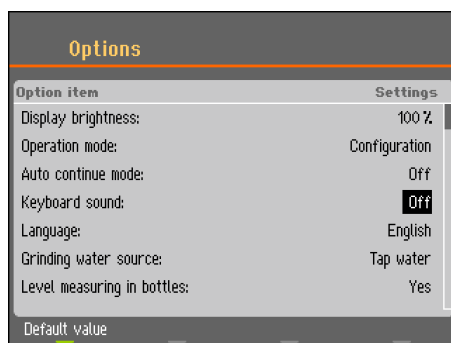 Options
Option item Settings
Display brightness: 100 %
Operation mode: Configuration
Auto continue mode: Off
Keyboard sound: Off
Language: English
Grinding water source: Tap water
Level measuring in bottles: Yes
Default value